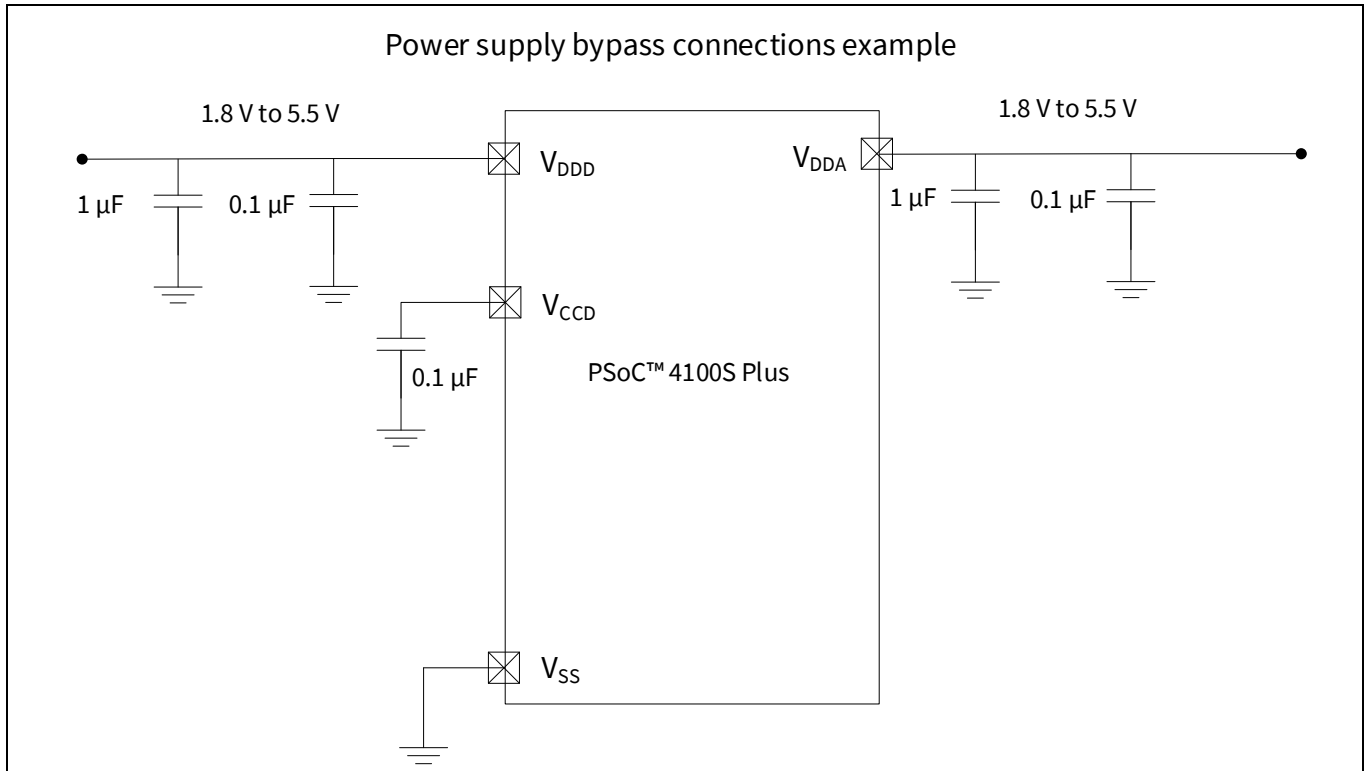 Power supply bypass connections example
1.8 V to 5.5 V
1.8 V to 5.5 V
VDDD
VDDA
1 μF
0.1 μF
1 μF
0.1 μF
VCCD
0.1 μF
PSoC™ 4100S Plus
VSS